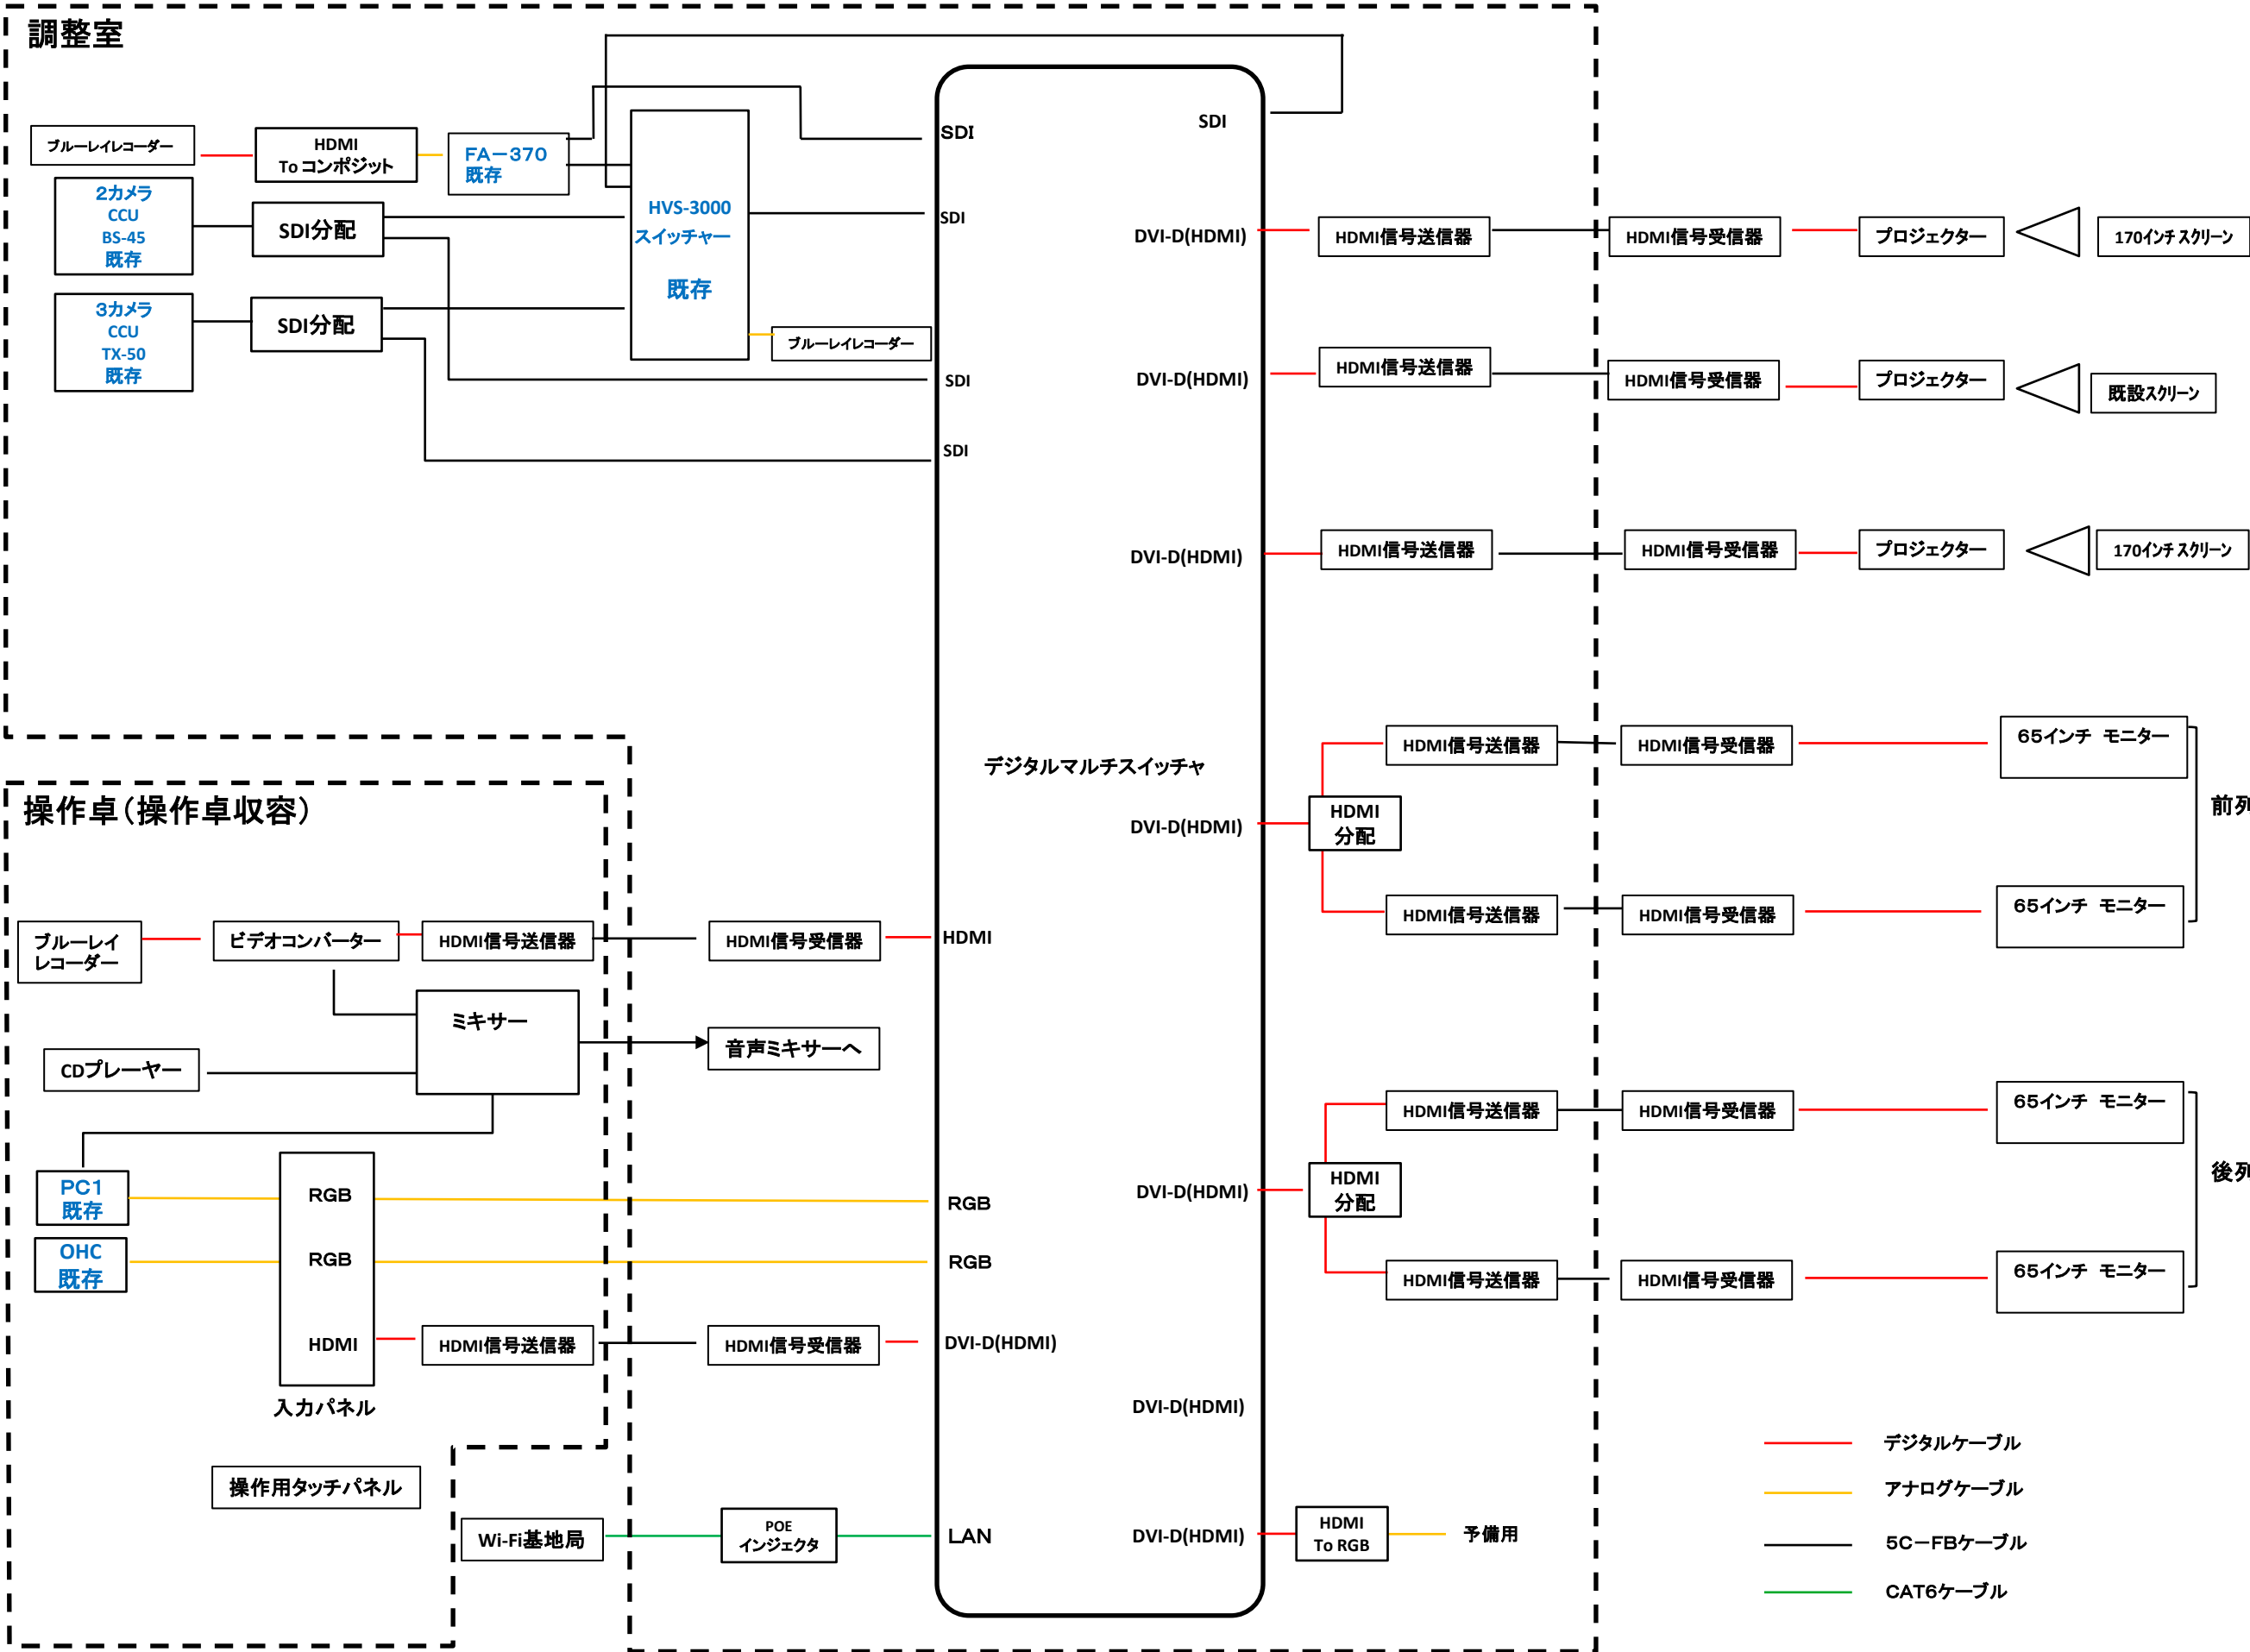 調整室
ブルーレイレコーダー
HDMI
To コンポジット
FA－370
既存
2カメラ
CCU
BS-45
既存
SDI分配
3カメラ
CCU
TX-50
既存
SDI分配
HVS-3000
スイッチャー
既存
ブルーレイレコーダー
SDI
SDI
SDI
SDI
SDI
デジタルマルチスイッチャ
DVI-D(HDMI)
HDMI信号送信器
HDMI信号受信器
プロジェクター
170インチスクリーン
DVI-D(HDMI)
HDMI信号送信器
HDMI信号受信器
プロジェクター
既設スクリーン
DVI-D(HDMI)
HDMI信号送信器
HDMI信号受信器
プロジェクター
170インチスクリーン
HDMI信号送信器
HDMI信号受信器
65インチ　モニター
DVI-D(HDMI)
HDMI
分配
前列
HDMI信号送信器
HDMI信号受信器
65インチ　モニター
HDMI信号送信器
HDMI信号受信器
65インチ　モニター
DVI-D(HDMI)
HDMI
分配
後列
HDMI信号送信器
HDMI信号受信器
65インチ　モニター
DVI-D(HDMI)
DVI-D(HDMI)
HDMI
To RGB
予備用
操作卓(操作卓収容)
ブルーレイ
レコーダー
ビデオコンバーター
HDMI信号送信器
HDMI信号受信器
HDMI
ミキサー
音声ミキサーへ
CDプレーヤー
PC1
既存
RGB
RGB
OHC
既存
RGB
RGB
HDMI
HDMI信号送信器
HDMI信号受信器
DVI-D(HDMI)
入力パネル
操作用タッチパネル
Wi-Fi基地局
POE
インジェクタ
LAN
デジタルケーブル
アナログケーブル
5C－FBケーブル
CAT6ケーブル